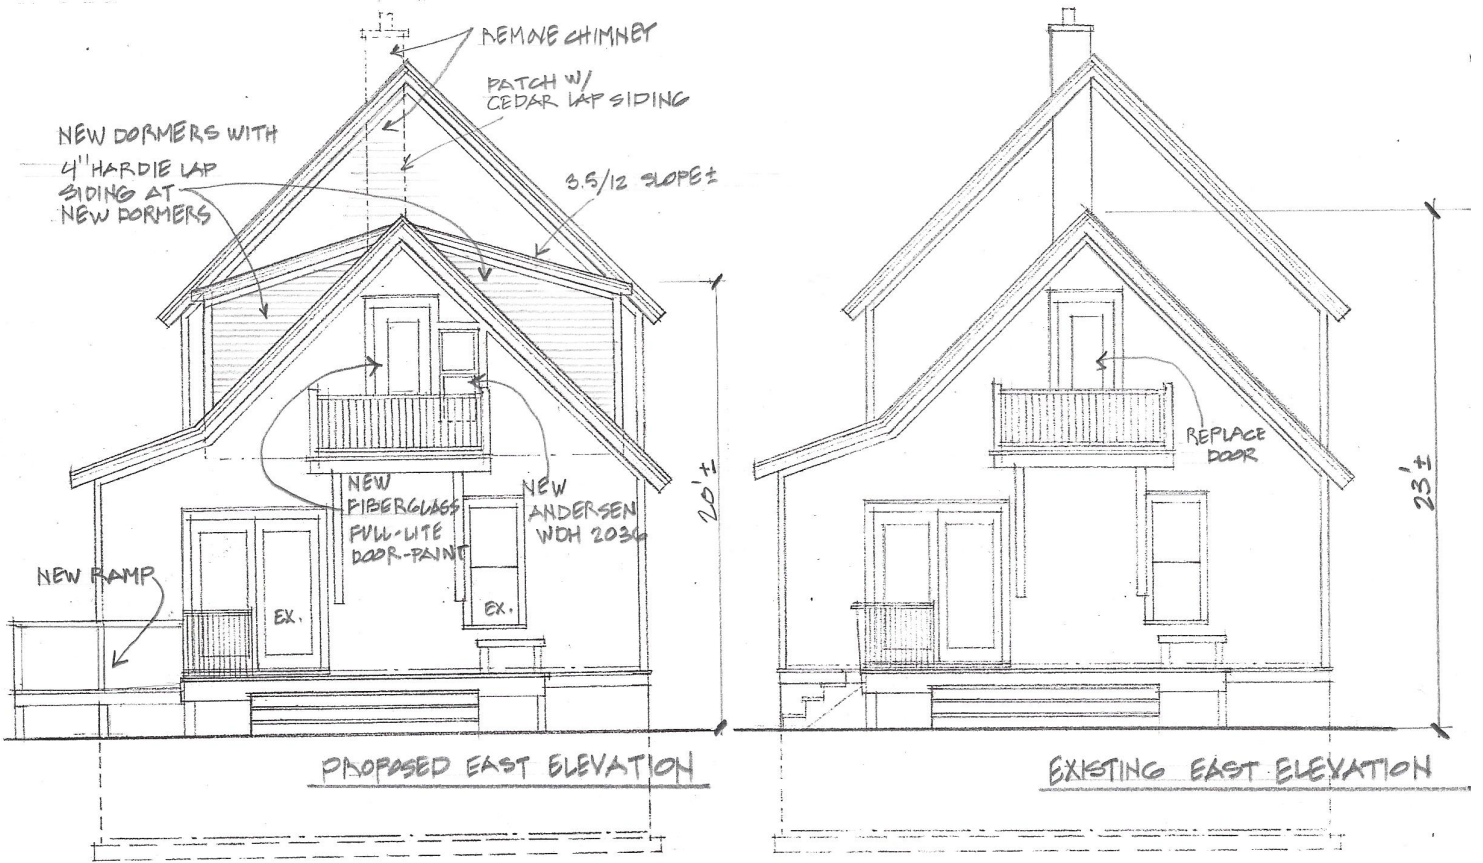 REMOVE CHIMNEY
PATCH W/
CEDAR LAP SIDING
NEW DORMERS WITH
4" HARDIE LAP
SIDING AT
NEW DORMERS
3.5/12 SLOPE ±
20' ±
NEW
FIBERGLASS
FULL-LITE
DOOR-PAINT
NEW
ANDERSEN
WDH 2036
NEW RAMP
EX.
EX.
PROPOSED EAST ELEVATION
REPLACE
DOOR
23' ±
EXISTING EAST ELEVATION